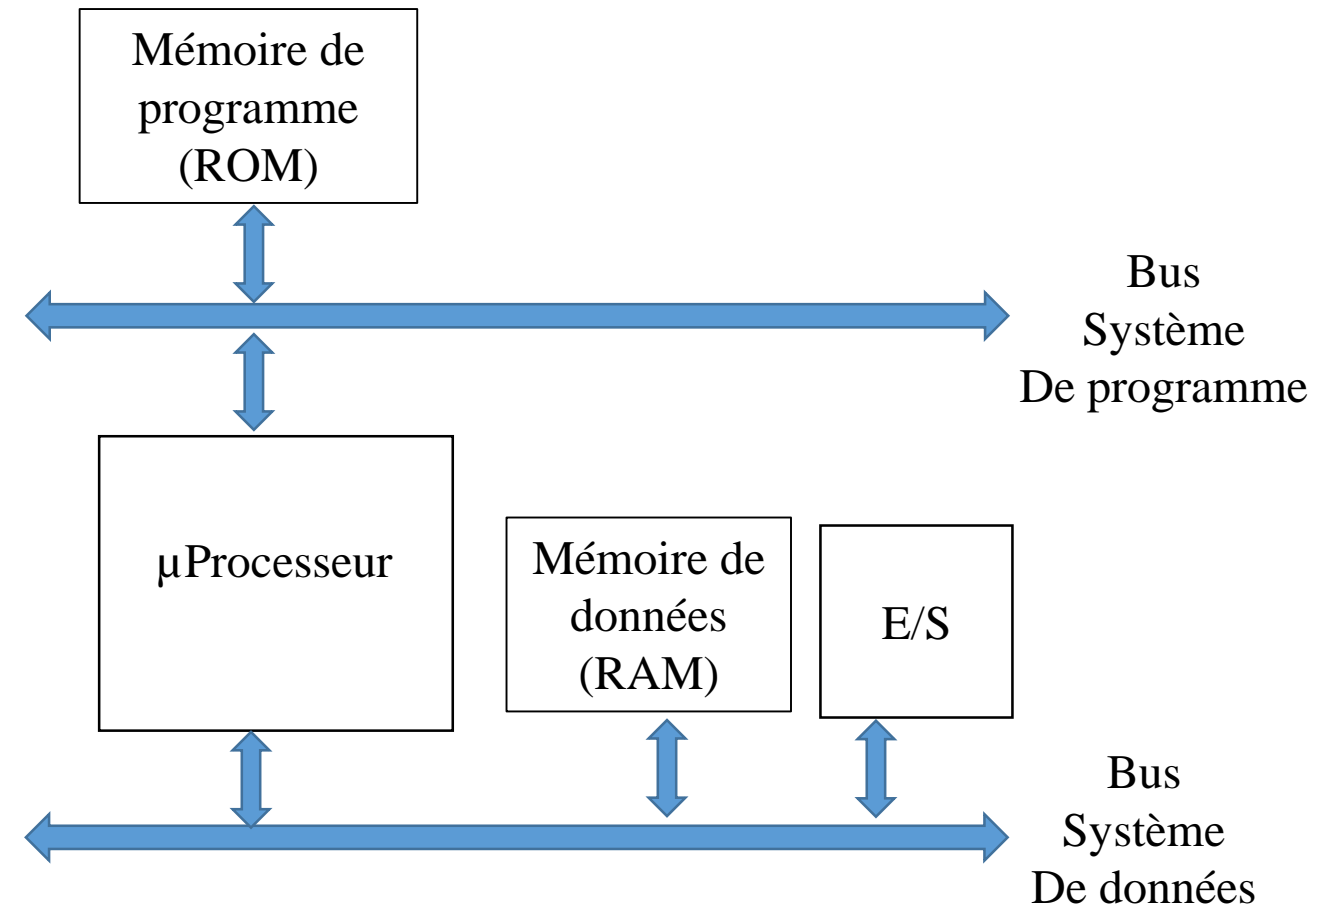 Mémoire de
programme
(ROM)
Bus
Système
De programme
µProcesseur
Mémoire de
données
(RAM)
E/S
Bus
Système
De données